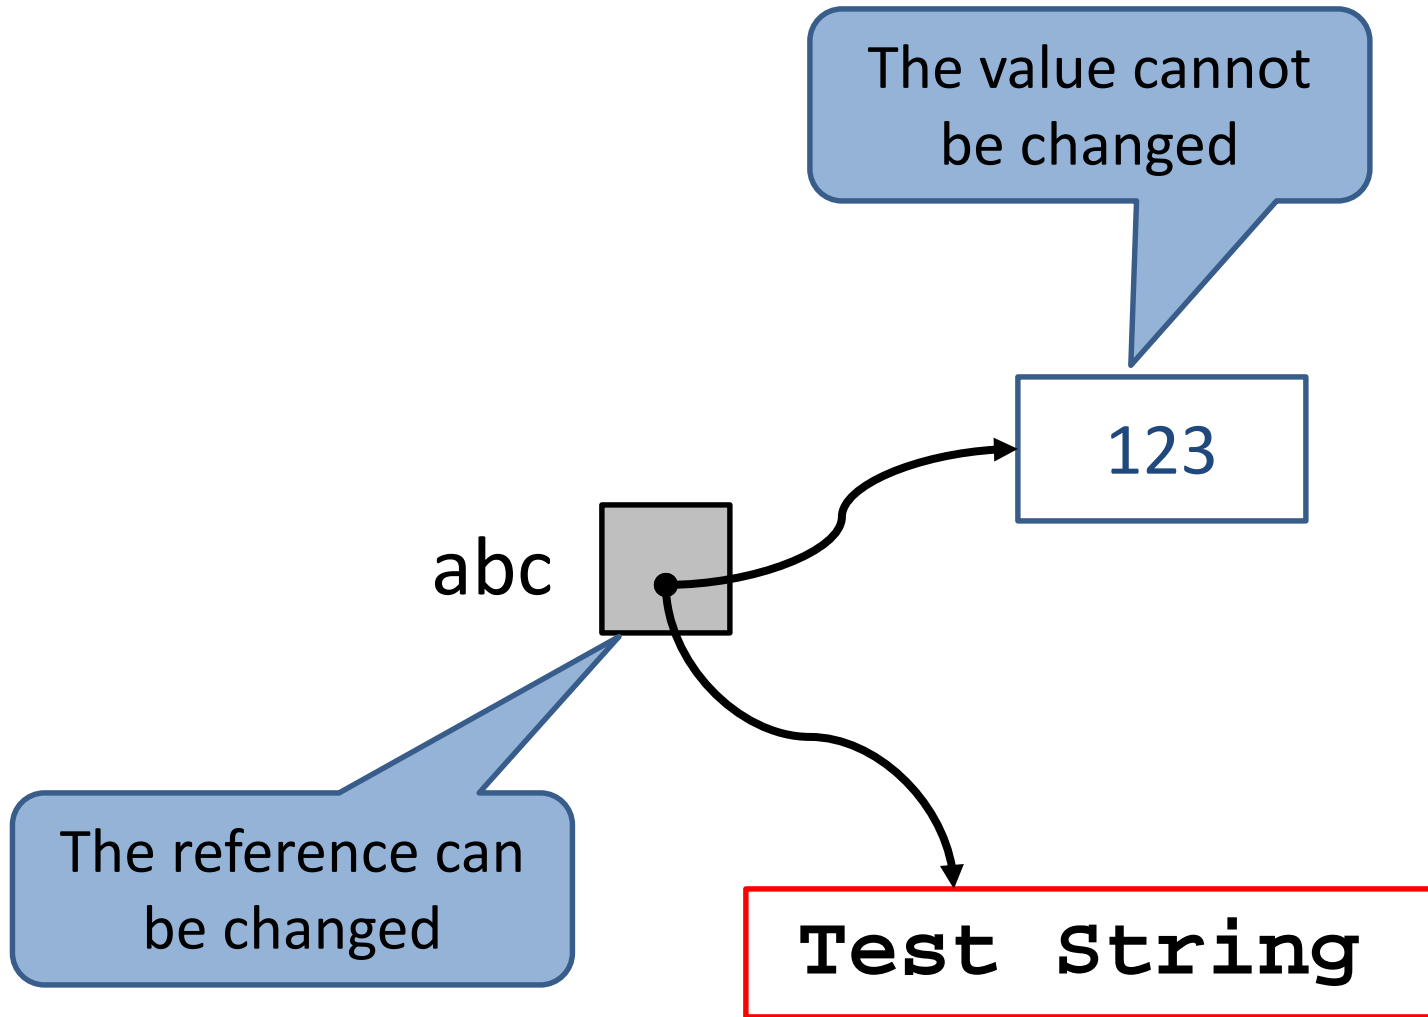 The value cannot
be changed
123
abc
The reference can
be changed
Test String